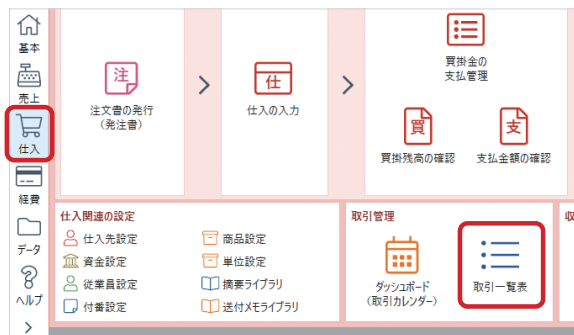 基本
売上
仕入
経費
データ
ヘルプ
注
注文書の発行
（発注書）
仕
仕入の入力
買掛金の
支払管理
買
買掛残高の確認
支
支払金額の確認
仕入関連の設定
仕入先設定
商品設定
資金設定
単位設定
従業員設定
摘要ライブラリ
付番設定
送付メモライブラリ
取引管理
ダッシュボード
（取引カレンダー）
取引一覧表